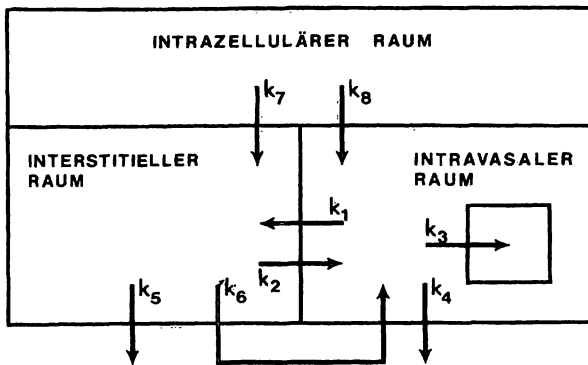 INTRAZELLULÄRER RAUM
k7
k8
INTERSTITIELLER
RAUM
INTRAVASALER
RAUM
k1
k3
k2
k5
k6
k4